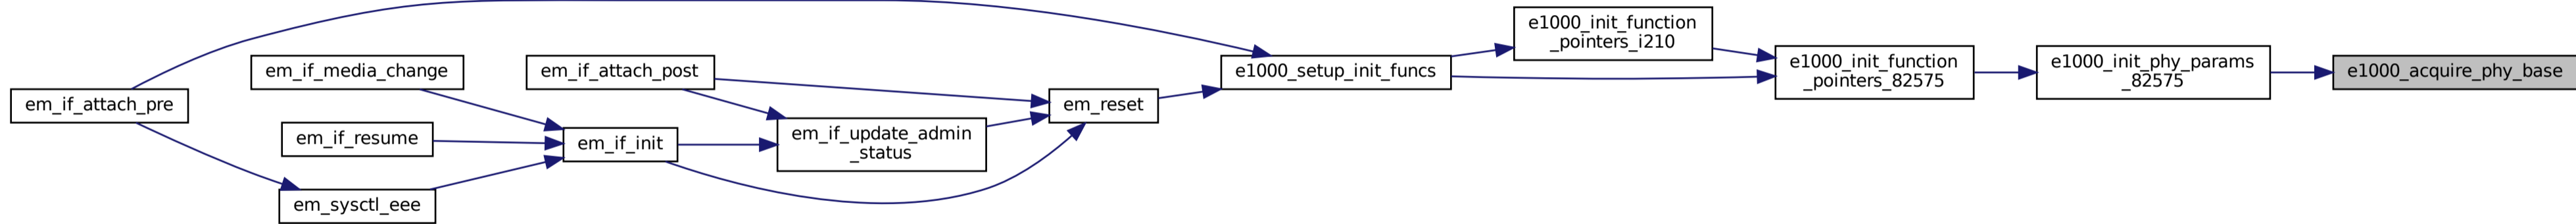 em_if_attach_pre
em_if_media_change
em_if_resume
em_sysctl_eee
em_if_attach_post
em_if_init
em_if_update_admin
_status
em_reset
e1000_setup_init_funcs
e1000_init_function
_pointers_i210
e1000_init_function
_pointers_82575
e1000_init_phy_params
_82575
e1000_acquire_phy_base